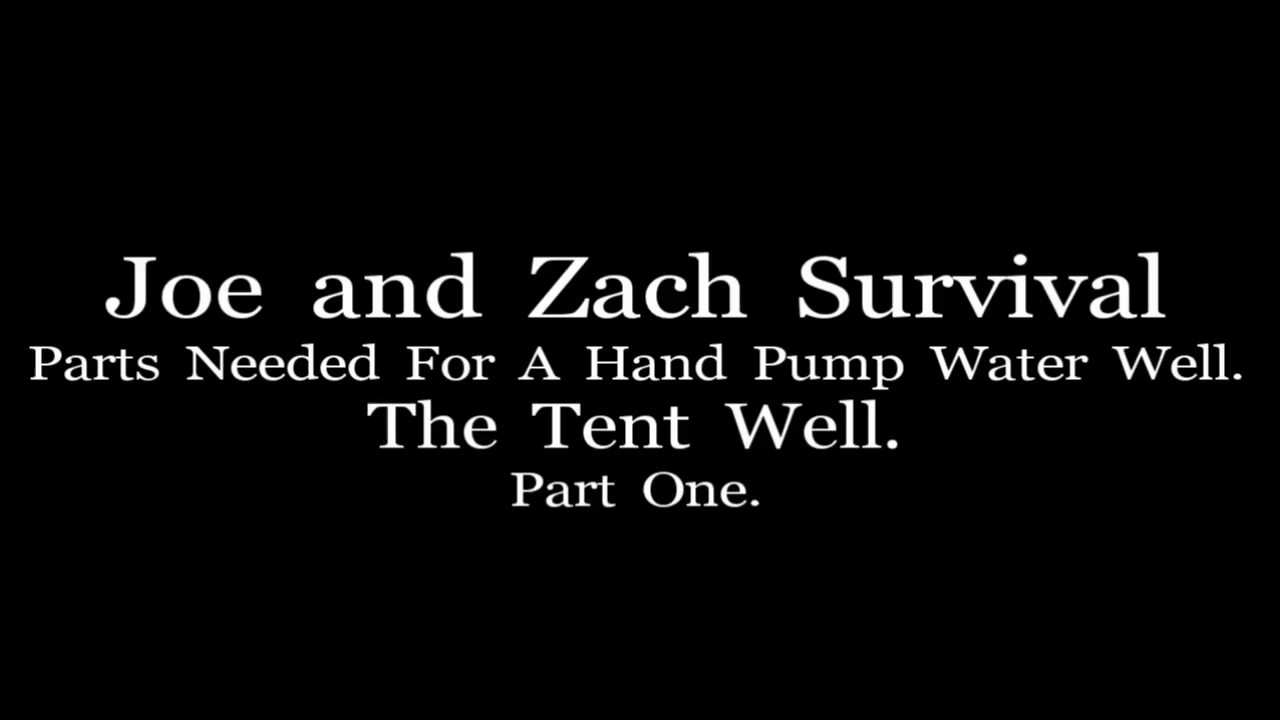 Joe and Zach Survival
Parts Needed For A Hand Pump Water Well.
The Tent Well.
Part One.